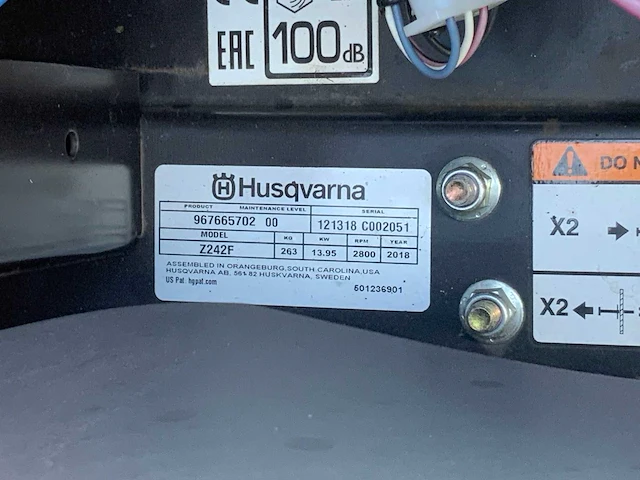 EAC 100dB
Husqvarna
PRODUCT MAINTENANCE LEVEL SERIAL
967665702 00 121318 C002051
MODEL KG KW RPM YEAR
Z242F 263 13.95 2800 2018
ASSEMBLED IN ORANGEBURG,SOUTH.CAROLINA,USA
HUSQVARNA AB. 561 82 HUSKVARNA, SWEDEN
US Pat. hqpat.com 501236901
DO
X2
X2